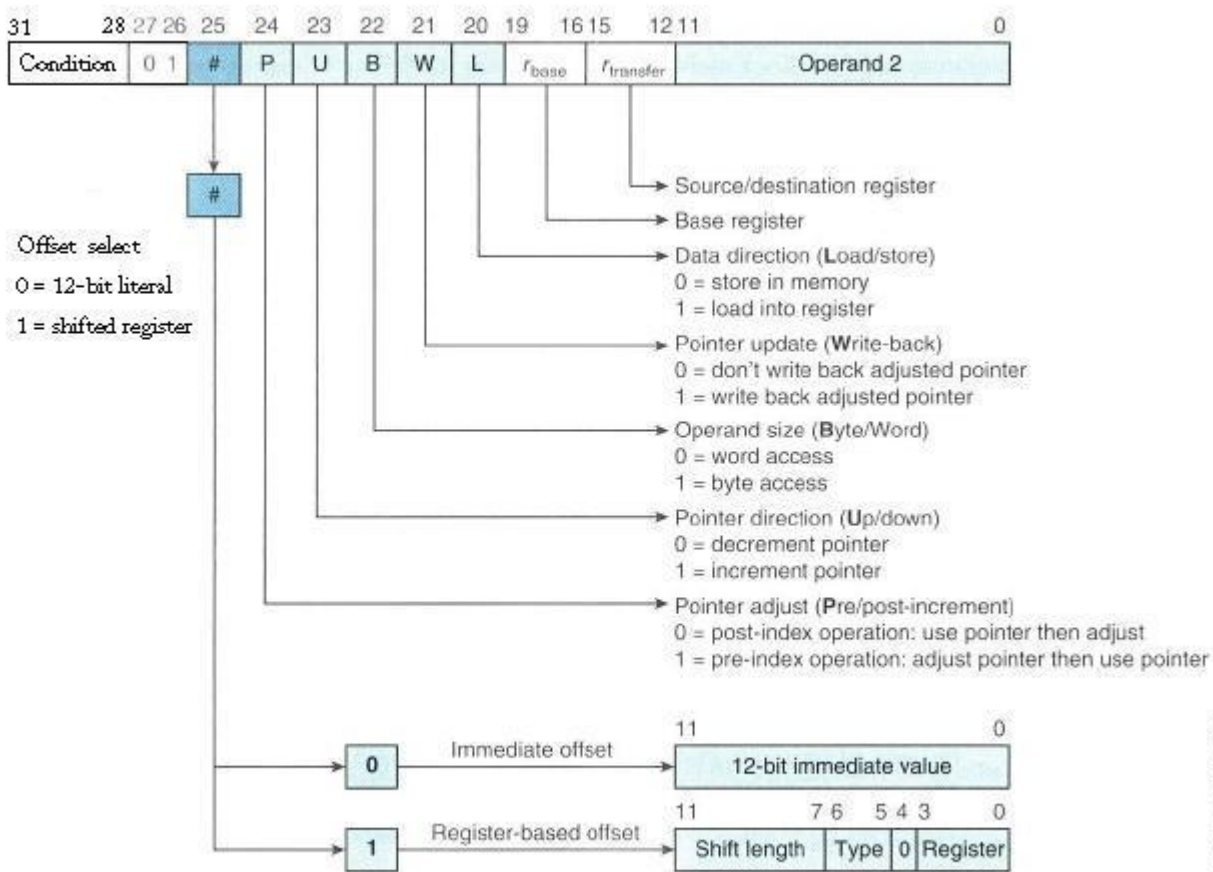 31 28 27 26 25 24 23 22 21 20 19 16 15 12 11 0
Condition 0 1 # P U B W L r base r transfer Operand 2
#
Source/destination register
Base register
Offset select
0 = 12-bit literal
1 = shifted register
Data direction (Load/store)
0 = store in memory
1 = load into register
Pointer update (Write-back)
0 = don't write back adjusted pointer
1 = write back adjusted pointer
Operand size (Byte/Word)
0 = word access
1 = byte access
Pointer direction (Up/down)
0 = decrement pointer
1 = increment pointer
Pointer adjust (Pre/post-increment)
0 = post-index operation: use pointer then adjust
1 = pre-index operation: adjust pointer then use pointer
11 0
0 Immediate offset 12-bit immediate value
11 7 6 5 4 3 0
1 Register-based offset Shift length Type 0 Register